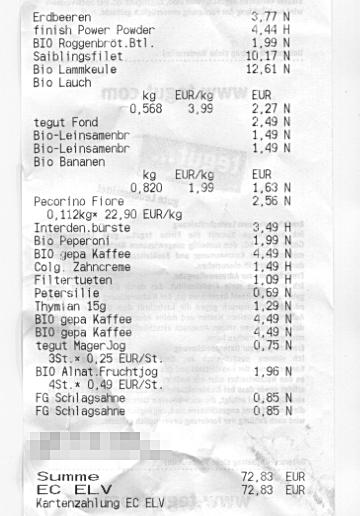 Erdbeeren 3,77 N
finish Power Powder 4,44 H
BIO Roggenbrot.Btl. 1,99 N
Saiblingsfilet 10,17 N
Bio Lammkeule 12,61 N
Bio Lauch
kg EUR/kg
0,568 3,99 2,27 N
tegut Fond 2,49 N
Bio-Leinsamenbr 1,49 N
Bio-Leinsamenbr 1,49 N
Bio Bananen
kg EUR/kg
0,820 1,99 1,63 N
Pecorino Fiore 2,56 N
0,112kg* 22,90 EUR/kg
Interden.bürste 3,49 H
Bio Peperoni 1,99 N
BIO gepa Kaffee 4,49 N
Colg. Zahncreme 1,49 H
Filtertueten 1,09 H
Petersilie 0,69 N
Thymian 15g 1,29 N
BIO gepa Kaffee 4,49 N
BIO gepa Kaffee 4,49 N
tegut MagerJog 0,75 N
3St.* 0,25 EUR/St.
BIO Alnat.Fruchtjog 1,96 N
4St.* 0,49 EUR/St.
FG Schlagsahne 0,85 N
FG Schlagsahne 0,85 N
Summe 72,83 EUR
EC ELV 72,83 EUR
Kartenzahlung EC ELV